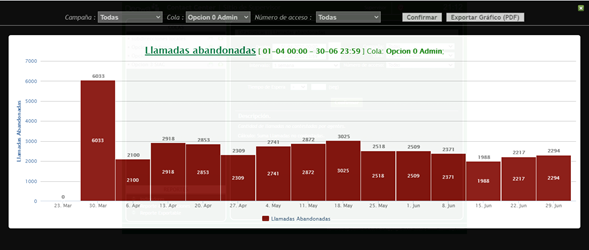 Campaña : Todas Cola : Opcion 0 Admin Número de acceso : Todas Confirmar Exportar Gráfico (PDF)
Llamadas abandonadas [ 01-04 00:00 - 30-06 23:59 ] Cola: Opcion 0 Admin;
Llamadas Abandonadas
7000
6000
5000
4000
3000
2000
1000
0
0
6033
2100
2918
2853
2309
2743
2872
3025
2518
2509
2371
1988
2217
2294
6033
2100
2918
2853
2309
2741
2811
3025
2518
2509
2371
1988
2217
2294
23. Mar
30. Mar
6. Apr
13. Apr
20. Apr
27. Apr
4. May
11. May
18. May
25. May
1. Jun
8. Jun
15. Jun
22. Jun
29. Jun
Llamadas Abandonadas